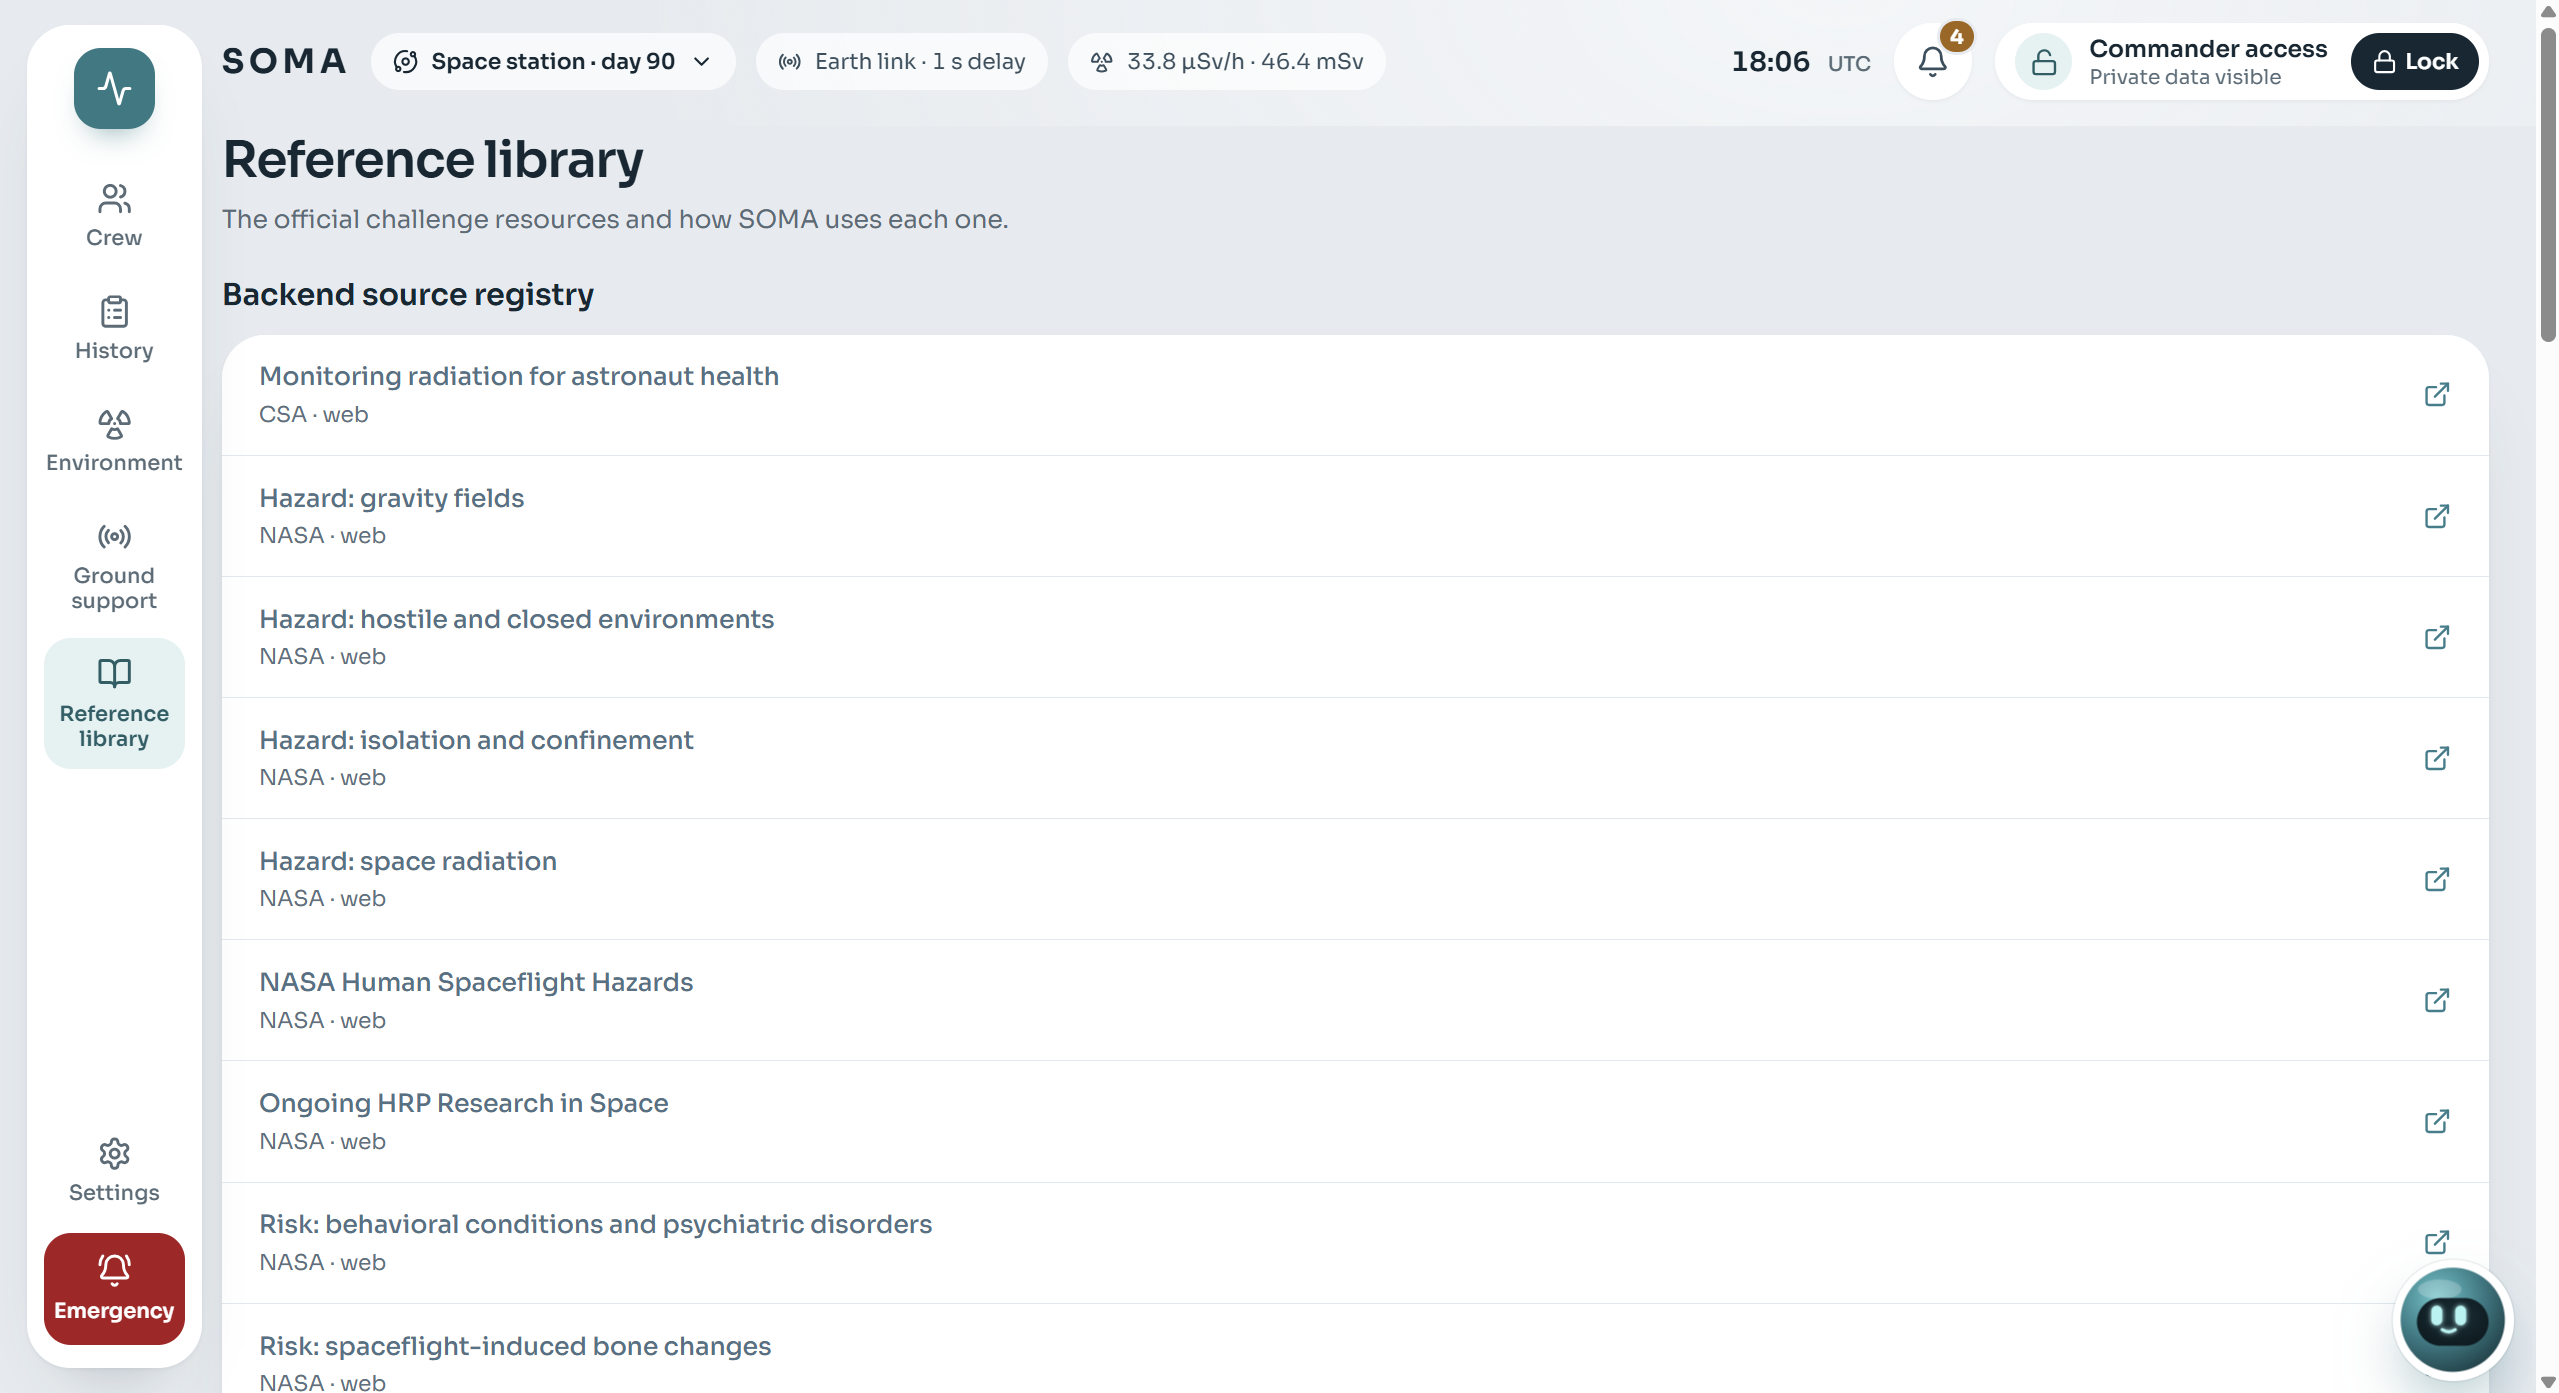 SOMA
Space station · day 90
Earth link · 1 s delay
33.8 µSv/h · 46.4 mSv
18:06 UTC
4
Commander access
Private data visible
Lock
Crew
History
Environment
Ground
support
Reference
library
Settings
Emergency
Reference library
The official challenge resources and how SOMA uses each one.
Backend source registry
Monitoring radiation for astronaut health
CSA · web
Hazard: gravity fields
NASA · web
Hazard: hostile and closed environments
NASA · web
Hazard: isolation and confinement
NASA · web
Hazard: space radiation
NASA · web
NASA Human Spaceflight Hazards
NASA · web
Ongoing HRP Research in Space
NASA · web
Risk: behavioral conditions and psychiatric disorders
NASA · web
Risk: spaceflight-induced bone changes
NASA · web